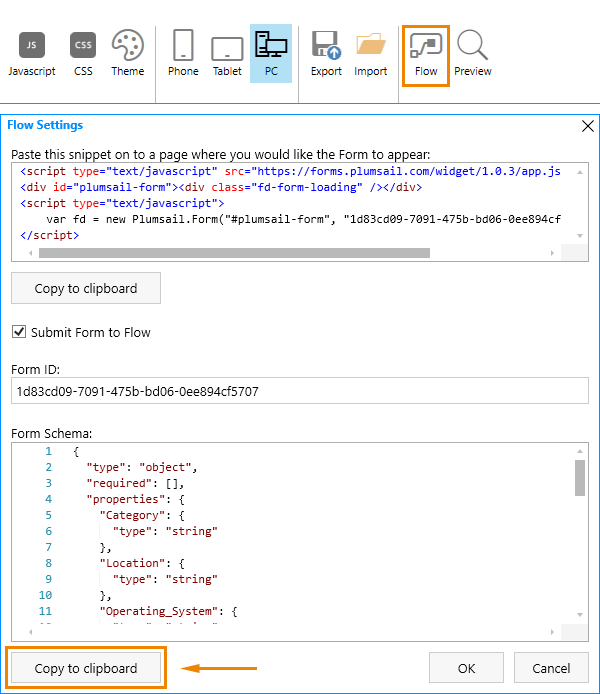 JS CSS
Javascript CSS Theme Phone Tablet PC Export Import Flow Preview
Flow Settings
Paste this snippet on to a page where you would like the Form to appear:
<script type="text/javascript" src="https://forms.plumsail.com/widget/1.0.3/app.js
<div id="plumsail-form"><div class="fd-form-loading" /></div>
<script type="text/javascript">
var fd = new Plumsail.Form("#plumsail-form", "1d83cd09-7091-475b-bd06-0ee894cf
</script>
Copy to clipboard
Submit Form to Flow
Form ID:
1d83cd09-7091-475b-bd06-0ee894cf5707
Form Schema:
1 {
2 "type": "object",
3 "required": [],
4 "properties": {
5 "Category": {
6 "type": "string"
7 },
8 "Location": {
9 "type": "string"
10 },
11 "Operating_System": {
Copy to clipboard OK Cancel